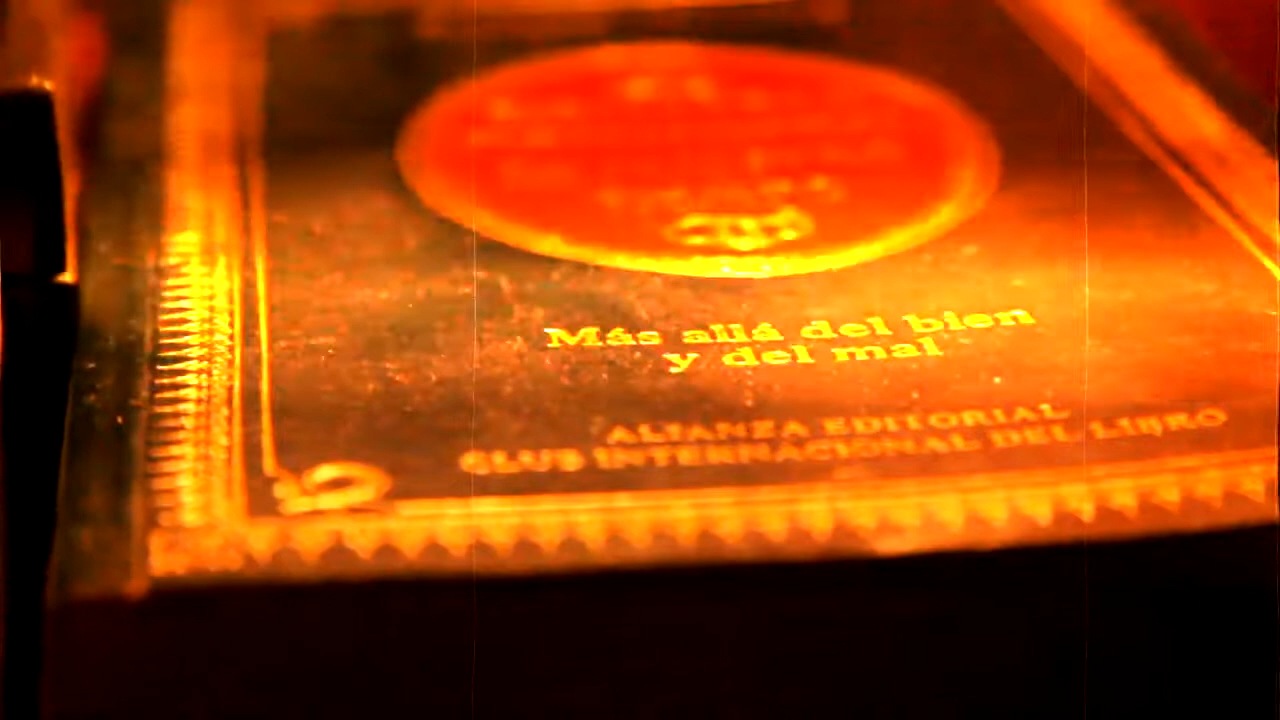 Más allá del bien
y del mal
ALIANZA EDITORIAL
CLUB INTERNACIONAL DEL LIBRO